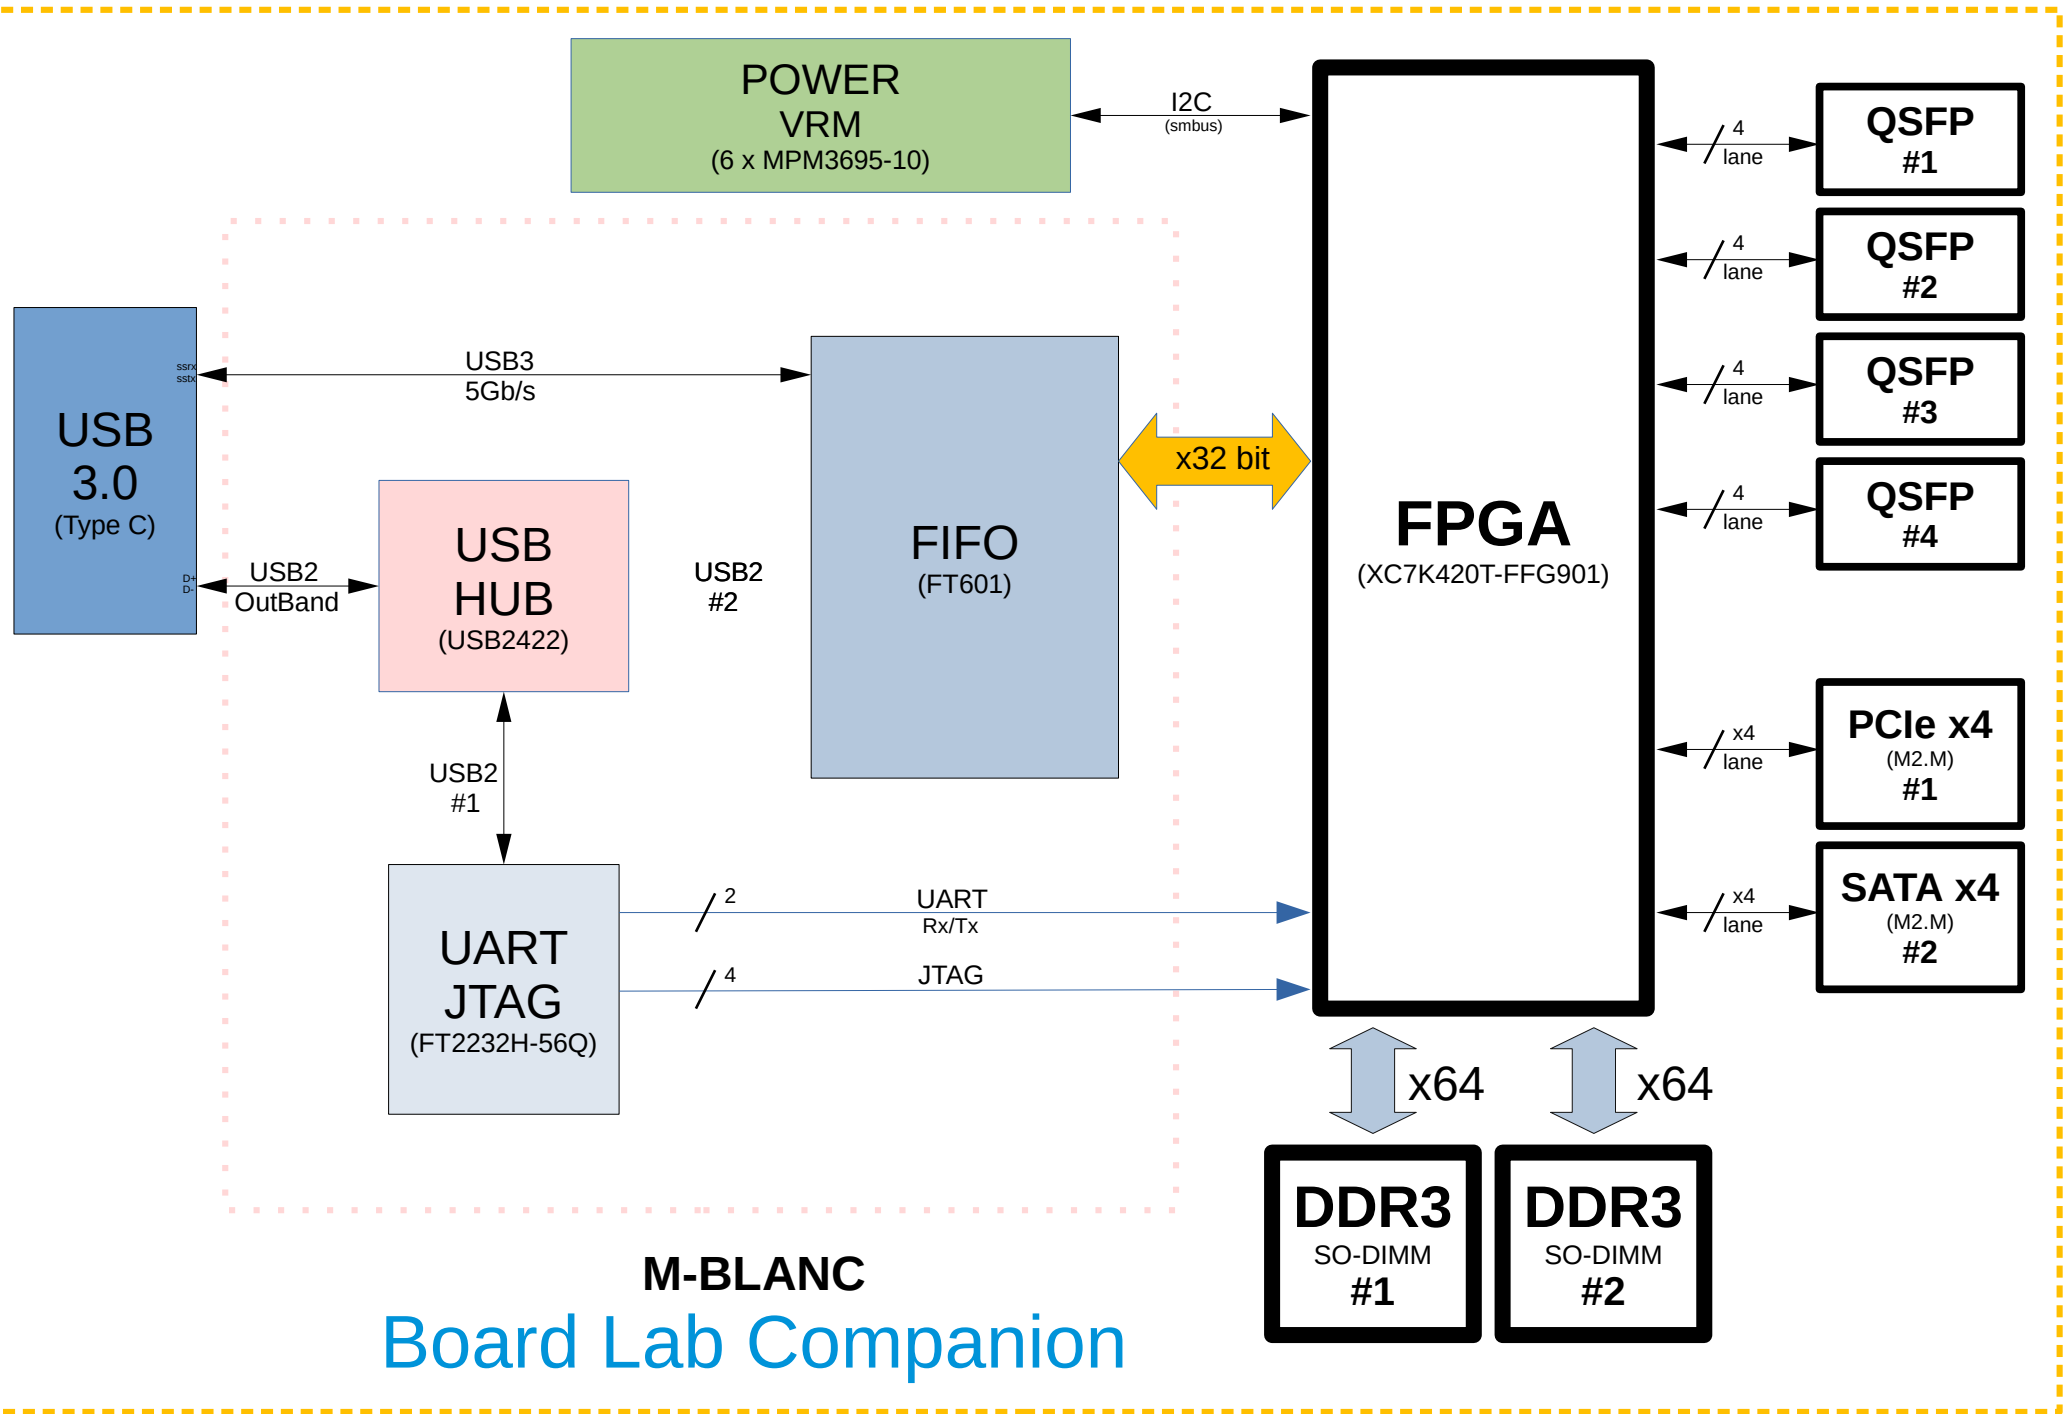 POWER
VRM
(6 x MPM3695-10)
I2C
(smbus)
4
lane
QSFP
#1
4
lane
QSFP
#2
4
lane
QSFP
#3
4
lane
QSFP
#4
ssrx
sstx
USB
3.0
(Type C)
D+
D-
USB3
5Gb/s
USB2
OutBand
USB
HUB
(USB2422)
USB2
#2
FIFO
(FT601)
x32 bit
FPGA
(XC7K420T-FFG901)
x4
lane
PCIe x4
(M2.M)
#1
x4
lane
SATA x4
(M2.M)
#2
USB2
#1
UART
JTAG
(FT2232H-56Q)
2
UART
Rx/Tx
4
JTAG
x64
x64
DDR3
SO-DIMM
#1
DDR3
SO-DIMM
#2
M-BLANC
Board Lab Companion